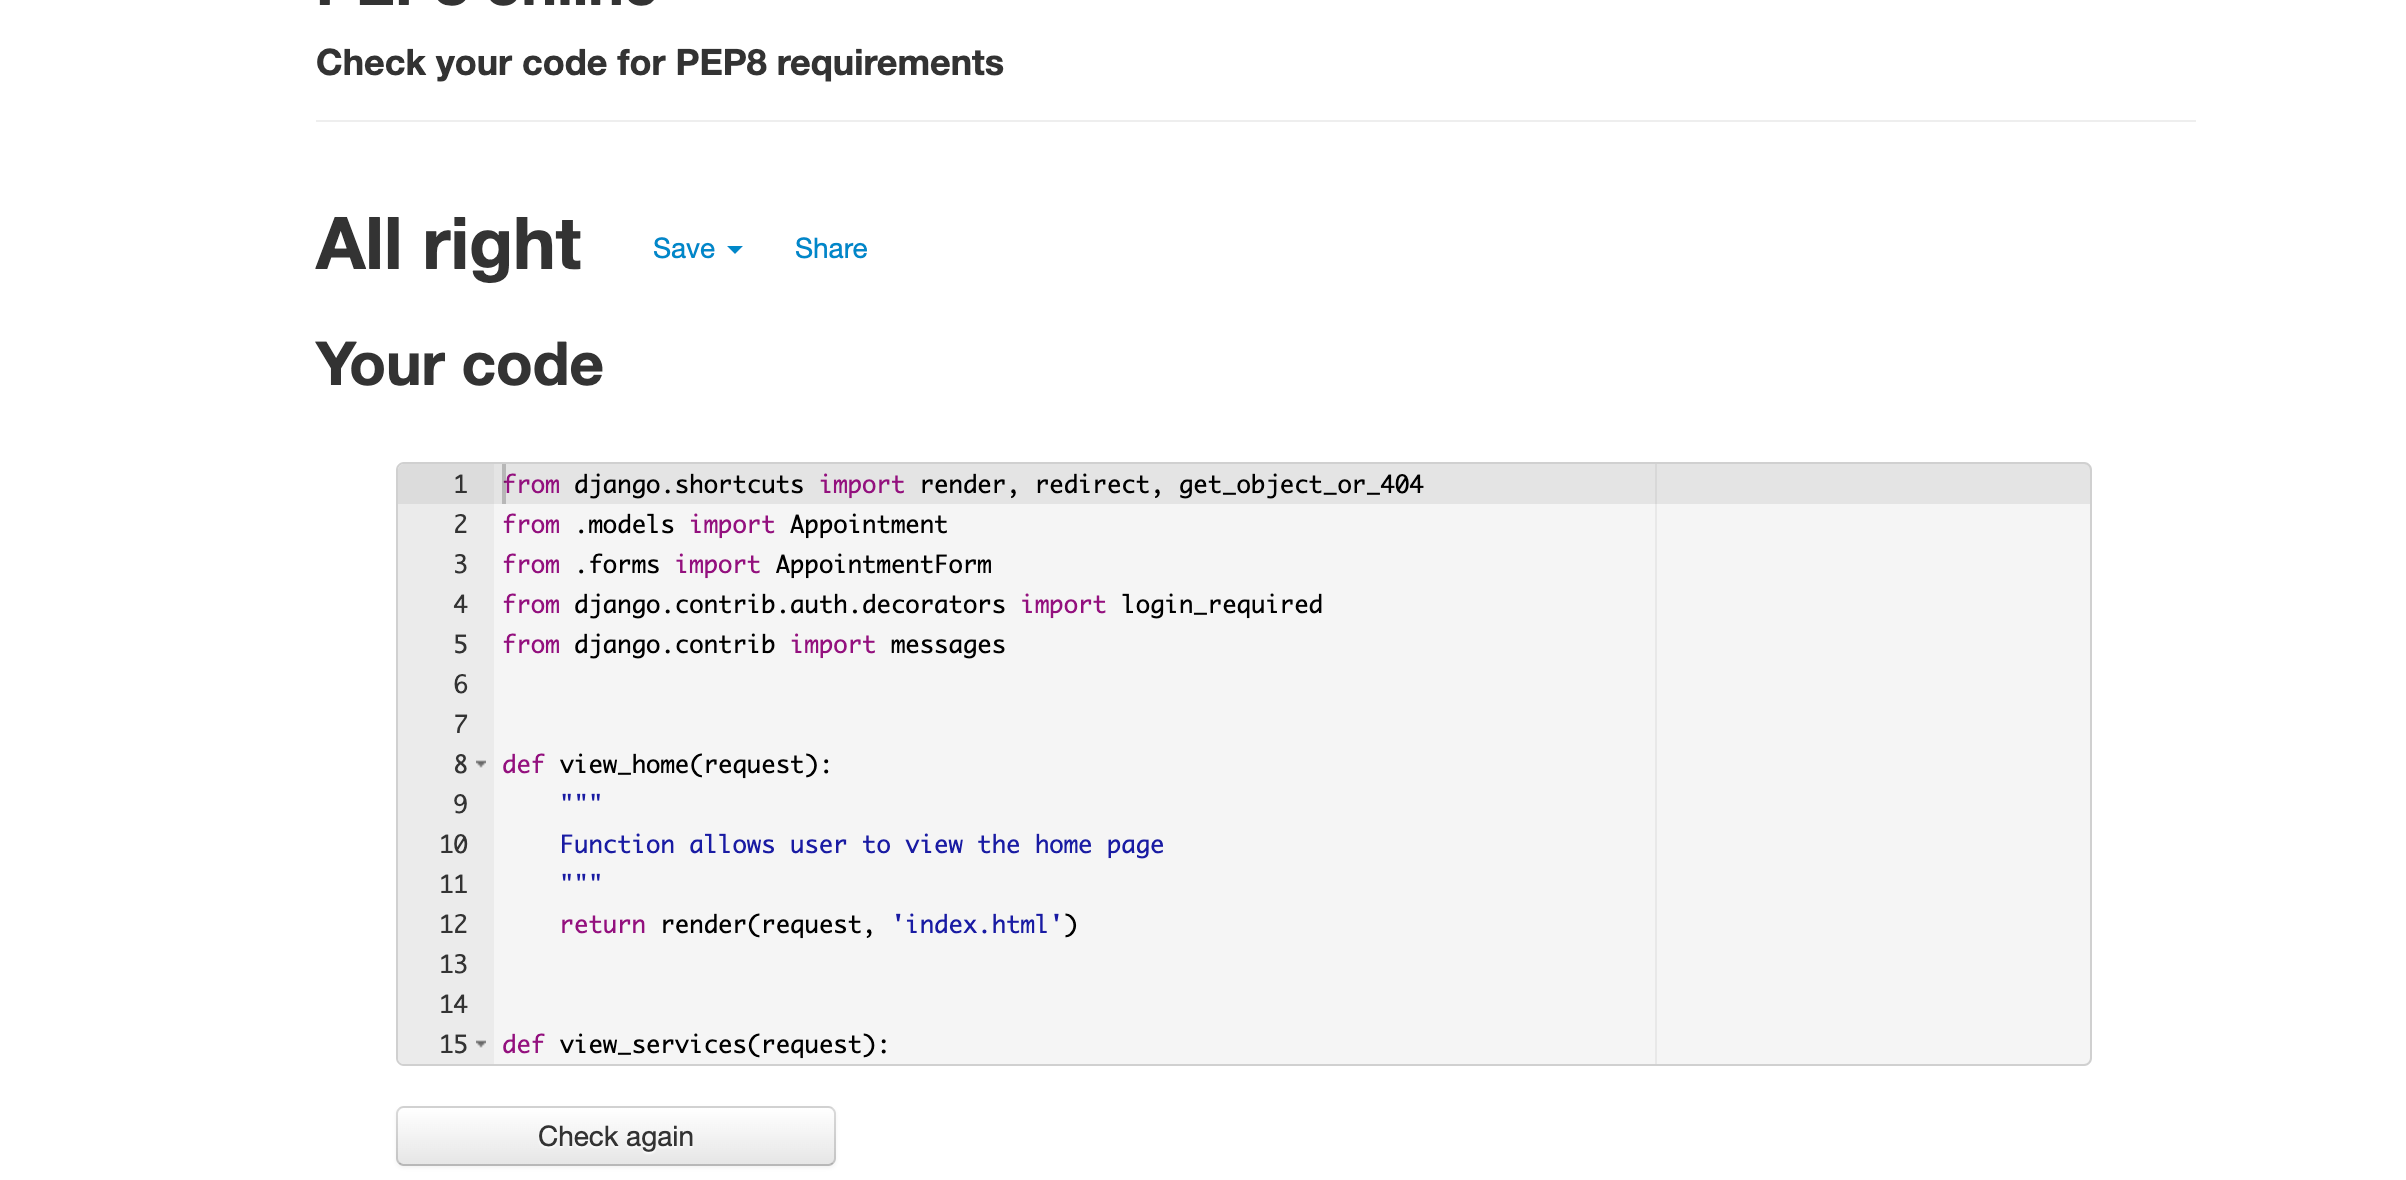 PEP8 online
Check your code for PEP8 requirements
All right Save Share
Your code
1 from django.shortcuts import render, redirect, get_object_or_404
2 from .models import Appointment
3 from .forms import AppointmentForm
4 from django.contrib.auth.decorators import login_required
5 from django.contrib import messages
6
7
8 def view_home(request):
9     """
10     Function allows user to view the home page
11     """
12     return render(request, 'index.html')
13
14
15 def view_services(request):
Check again